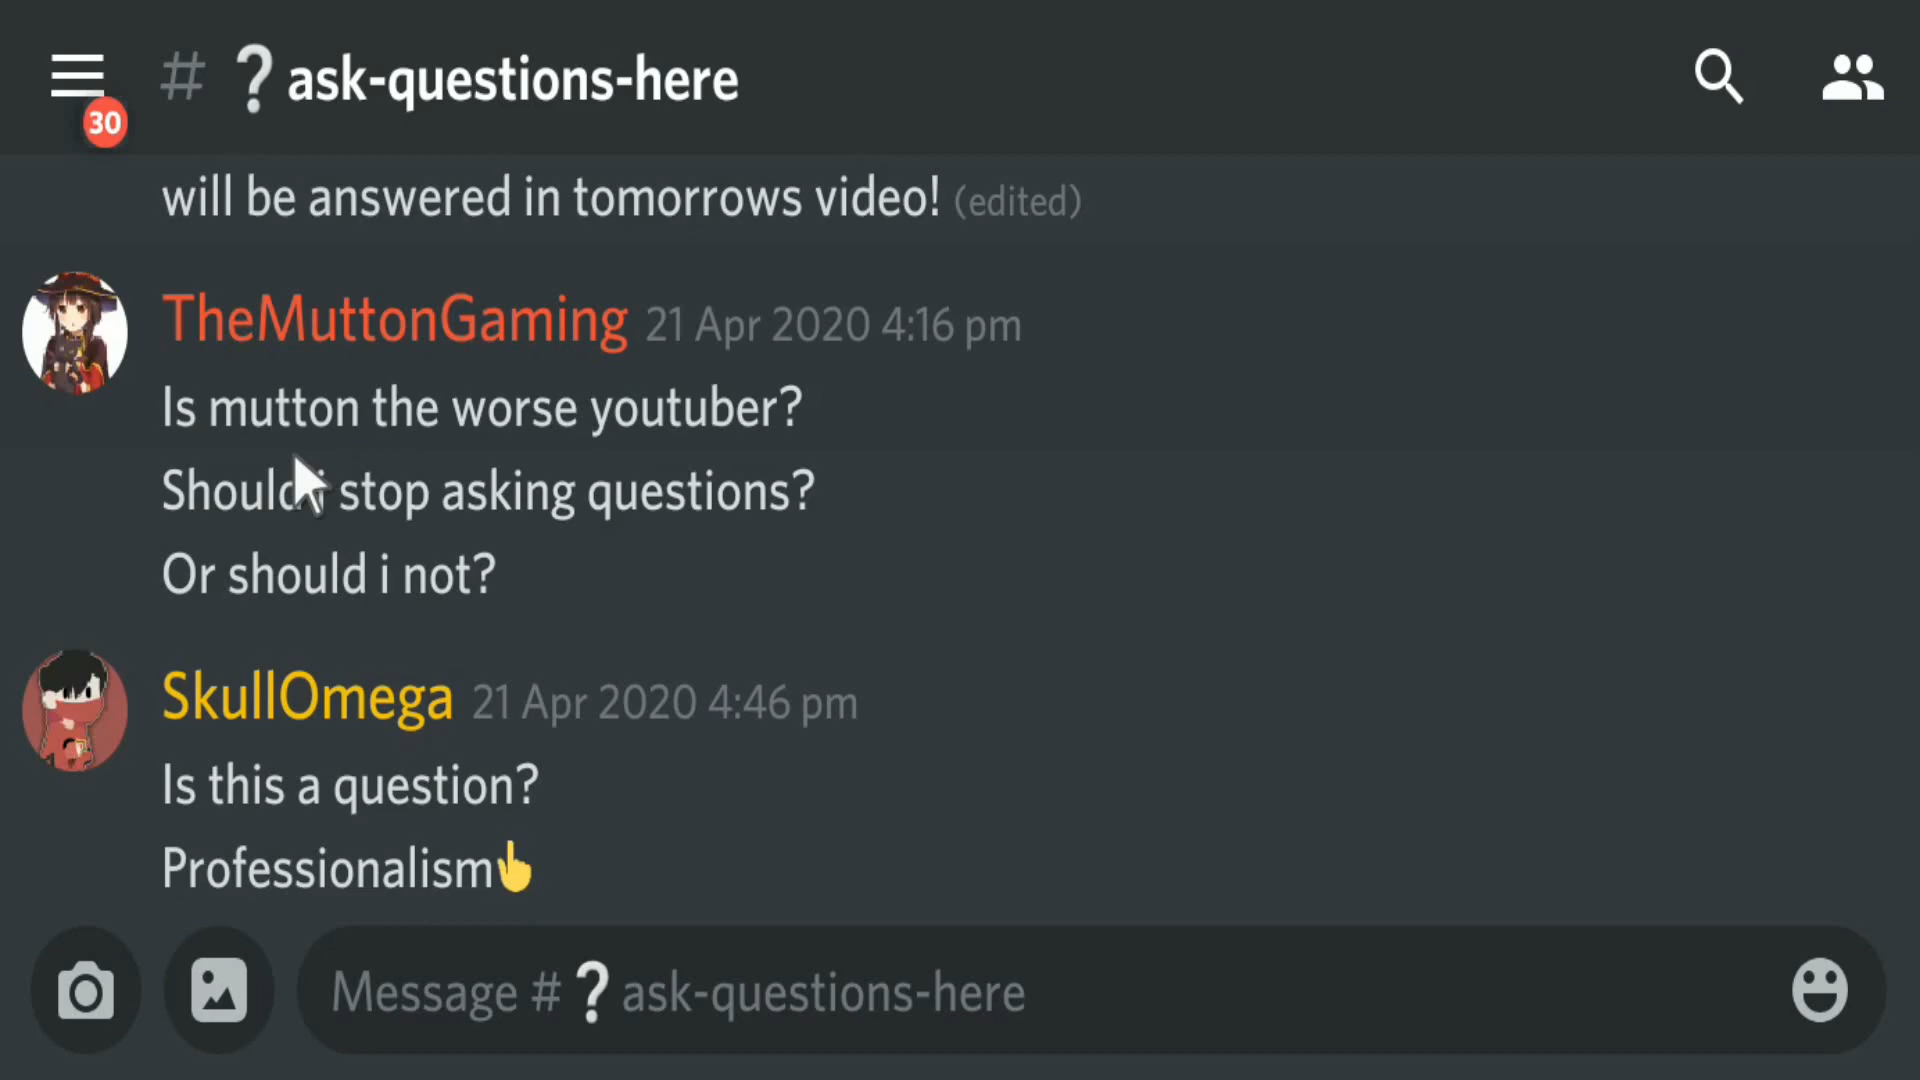 # ❔ask-questions-here
30
will be answered in tomorrows video! (edited)
TheMuttonGaming 21 Apr 2020 4:16 pm
Is mutton the worse youtuber?
Should i stop asking questions?
Or should i not?
SkullOmega 21 Apr 2020 4:46 pm
Is this a question?
Professionalism👆
Message #❔ask-questions-here